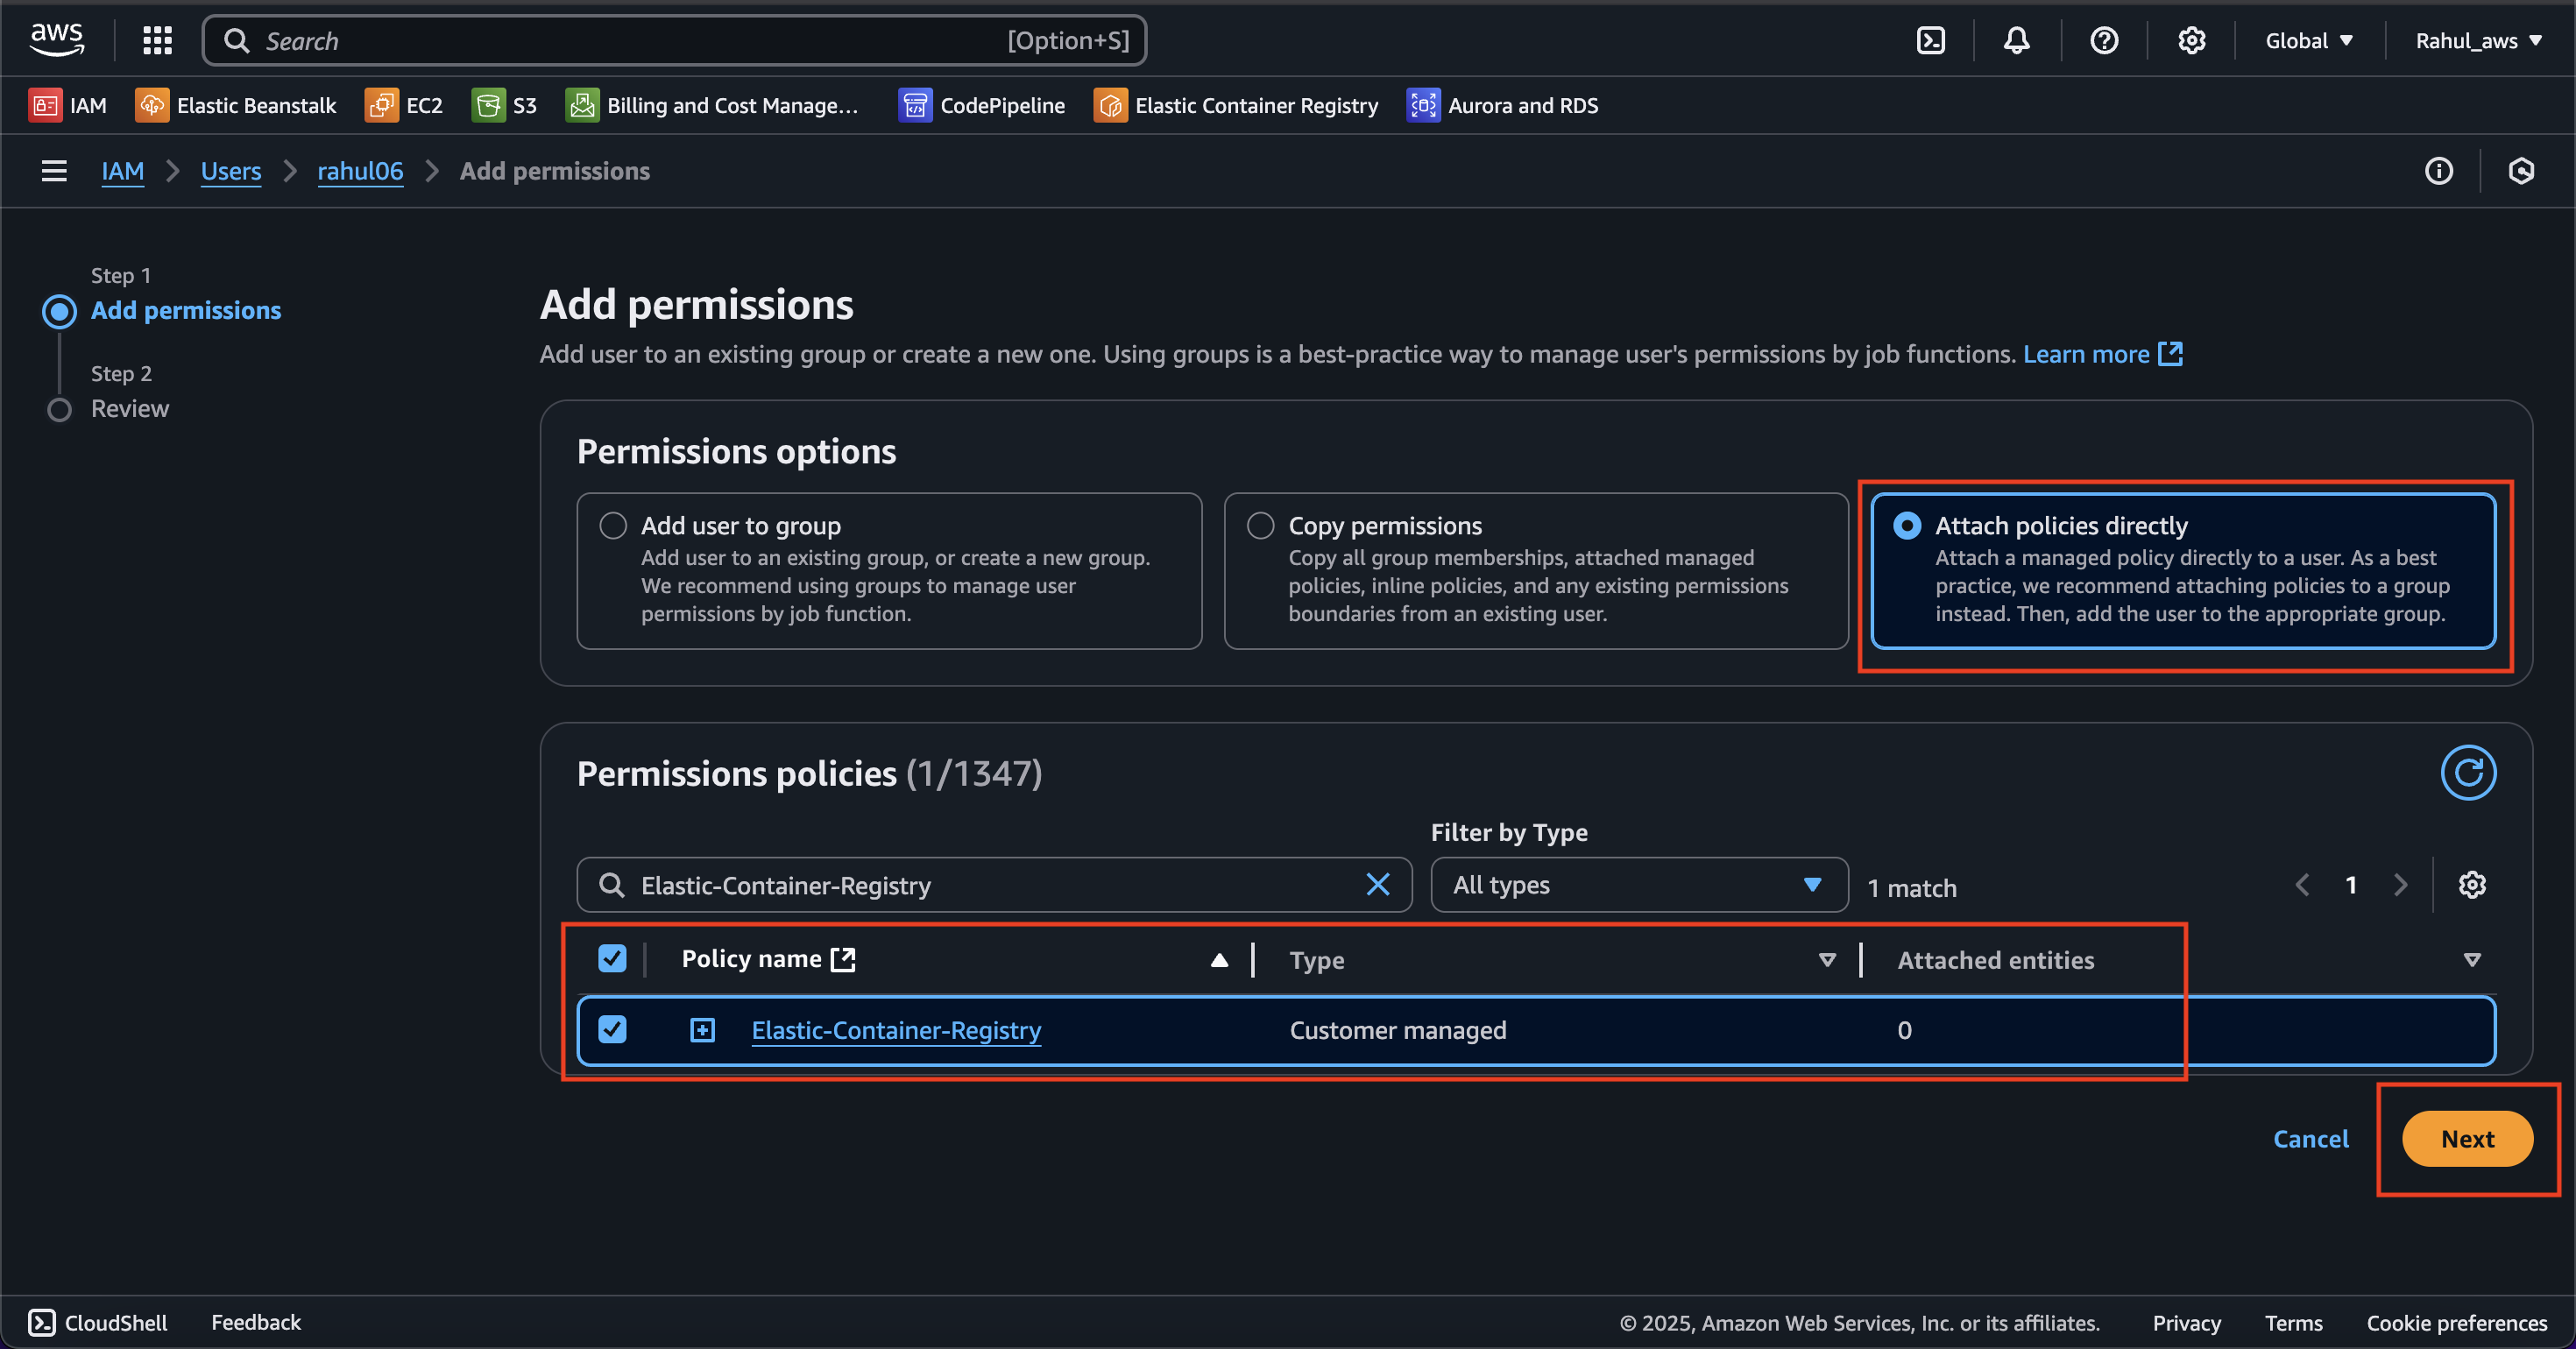 aws
Search [Option+S]
Global
Rahul_aws
IAM
Elastic Beanstalk
EC2
S3
Billing and Cost Manage...
CodePipeline
Elastic Container Registry
Aurora and RDS
IAM
Users
rahul06
Add permissions
Step 1
Add permissions
Step 2
Review
Add permissions
Add user to an existing group or create a new one. Using groups is a best-practice way to manage user's permissions by job functions. Learn more
Permissions options
Add user to group
Add user to an existing group, or create a new group.
We recommend using groups to manage user
permissions by job function.
Copy permissions
Copy all group memberships, attached managed
policies, inline policies, and any existing permissions
boundaries from an existing user.
Attach policies directly
Attach a managed policy directly to a user. As a best
practice, we recommend attaching policies to a group
instead. Then, add the user to the appropriate group.
Permissions policies (1/1347)
Filter by Type
Elastic-Container-Registry
All types
1 match
1
Policy name
Type
Attached entities
Elastic-Container-Registry
Customer managed
0
Cancel
Next
CloudShell
Feedback
© 2025, Amazon Web Services, Inc. or its affiliates.
Privacy
Terms
Cookie preferences